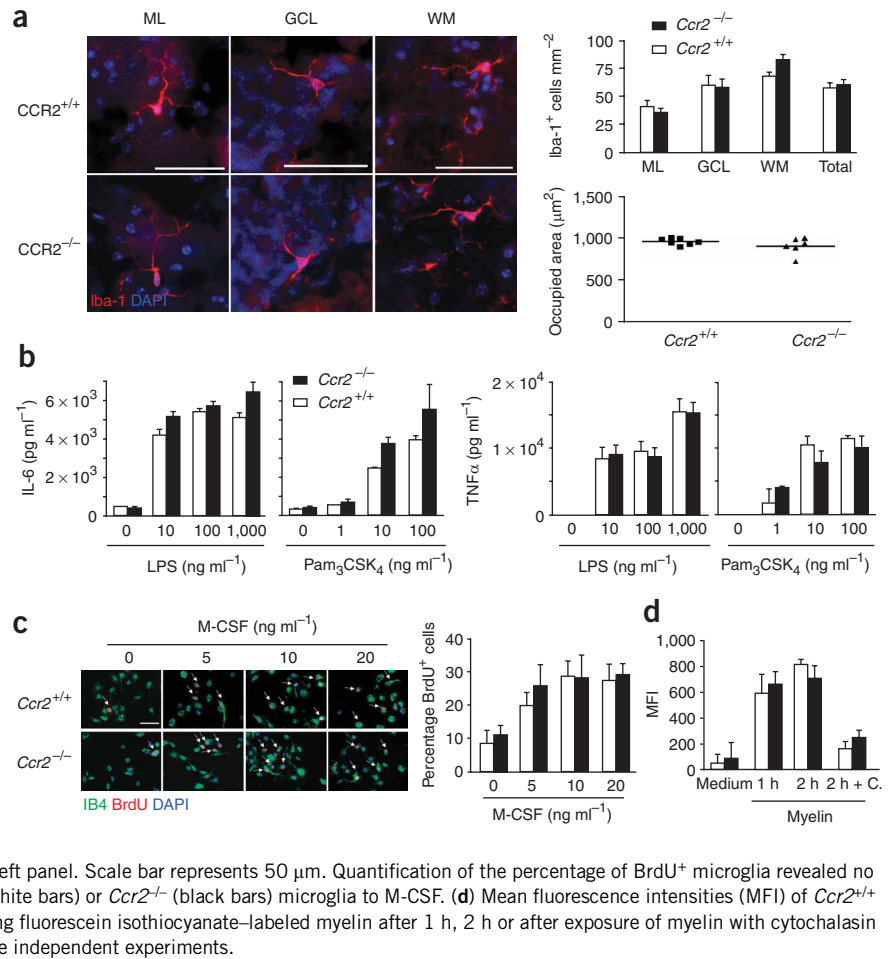 a
ML GCL WM
CCR2+/+
CCR2−/−
Iba-1 DAPI
Ccr2−/−
Ccr2+/+
Iba-1+ cells mm−2
100
75
50
25
0
ML GCL WM Total
Occupied area (μm2)
1,500
1,000
500
0
Ccr2+/+ Ccr2−/−
b
Ccr2−/−
Ccr2+/+
IL-6 (pg ml−1)
6 × 103
4 × 103
2 × 103
0
0 10 100 1,000
LPS (ng ml−1)
0 1 10 100
Pam3CSK4 (ng ml−1)
TNFα (pg ml−1)
2 × 104
1 × 104
0
0 10 100 1,000
LPS (ng ml−1)
0 1 10 100
Pam3CSK4 (ng ml−1)
c
M-CSF (ng ml−1)
0 5 10 20
Ccr2+/+
Ccr2−/−
IB4 BrdU DAPI
Percentage BrdU+ cells
40
30
20
10
0
0 5 10 20
M-CSF (ng ml−1)
d
MFI
1,000
800
600
400
200
0
Medium 1 h 2 h 2 h + C.
Myelin
eft panel. Scale bar represents 50 μm. Quantification of the percentage of BrdU+ microglia revealed no
hite bars) or Ccr2−/− (black bars) microglia to M-CSF. (d) Mean fluorescence intensities (MFI) of Ccr2+/+
ng fluorescein isothiocyanate–labeled myelin after 1 h, 2 h or after exposure of myelin with cytochalasin
e independent experiments.